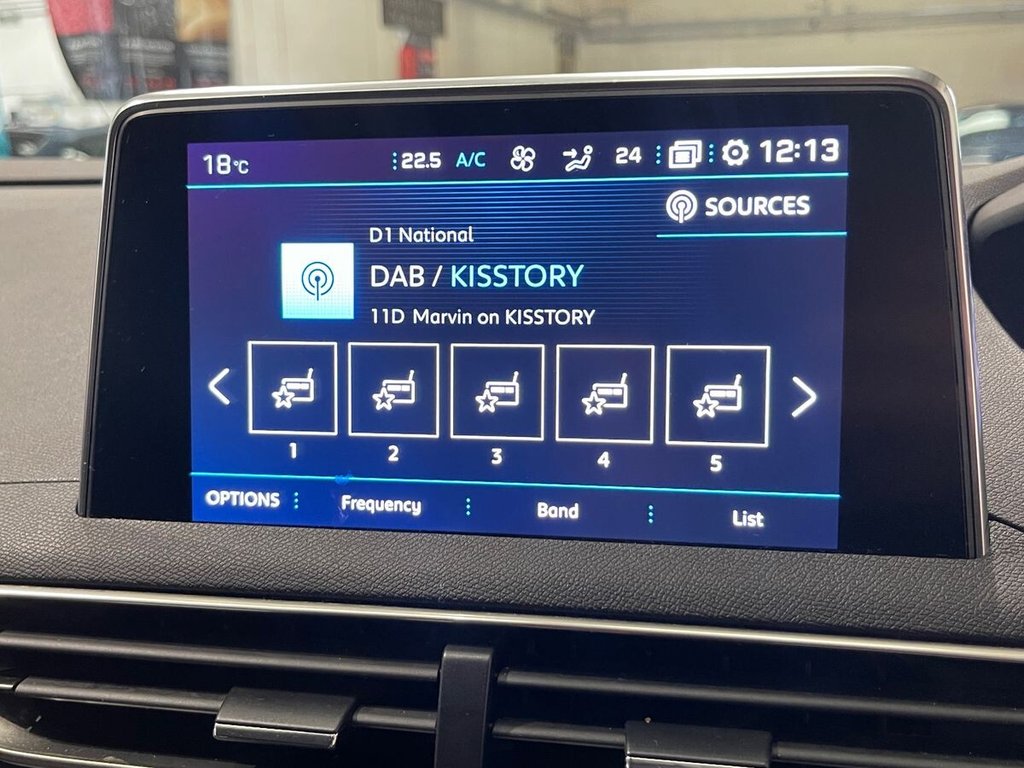 18°C 22.5 A/C 24 12:13
SOURCES
D1 National
DAB / KISSTORY
11D Marvin on KISSTORY
1 2 3 4 5
OPTIONS Frequency Band List